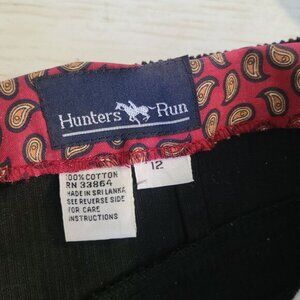 Hunters Run
100% COTTON
RN 33864
MADE IN SRI LANKA
SEE REVERSE SIDE
FOR CARE
INSTRUCTIONS
12